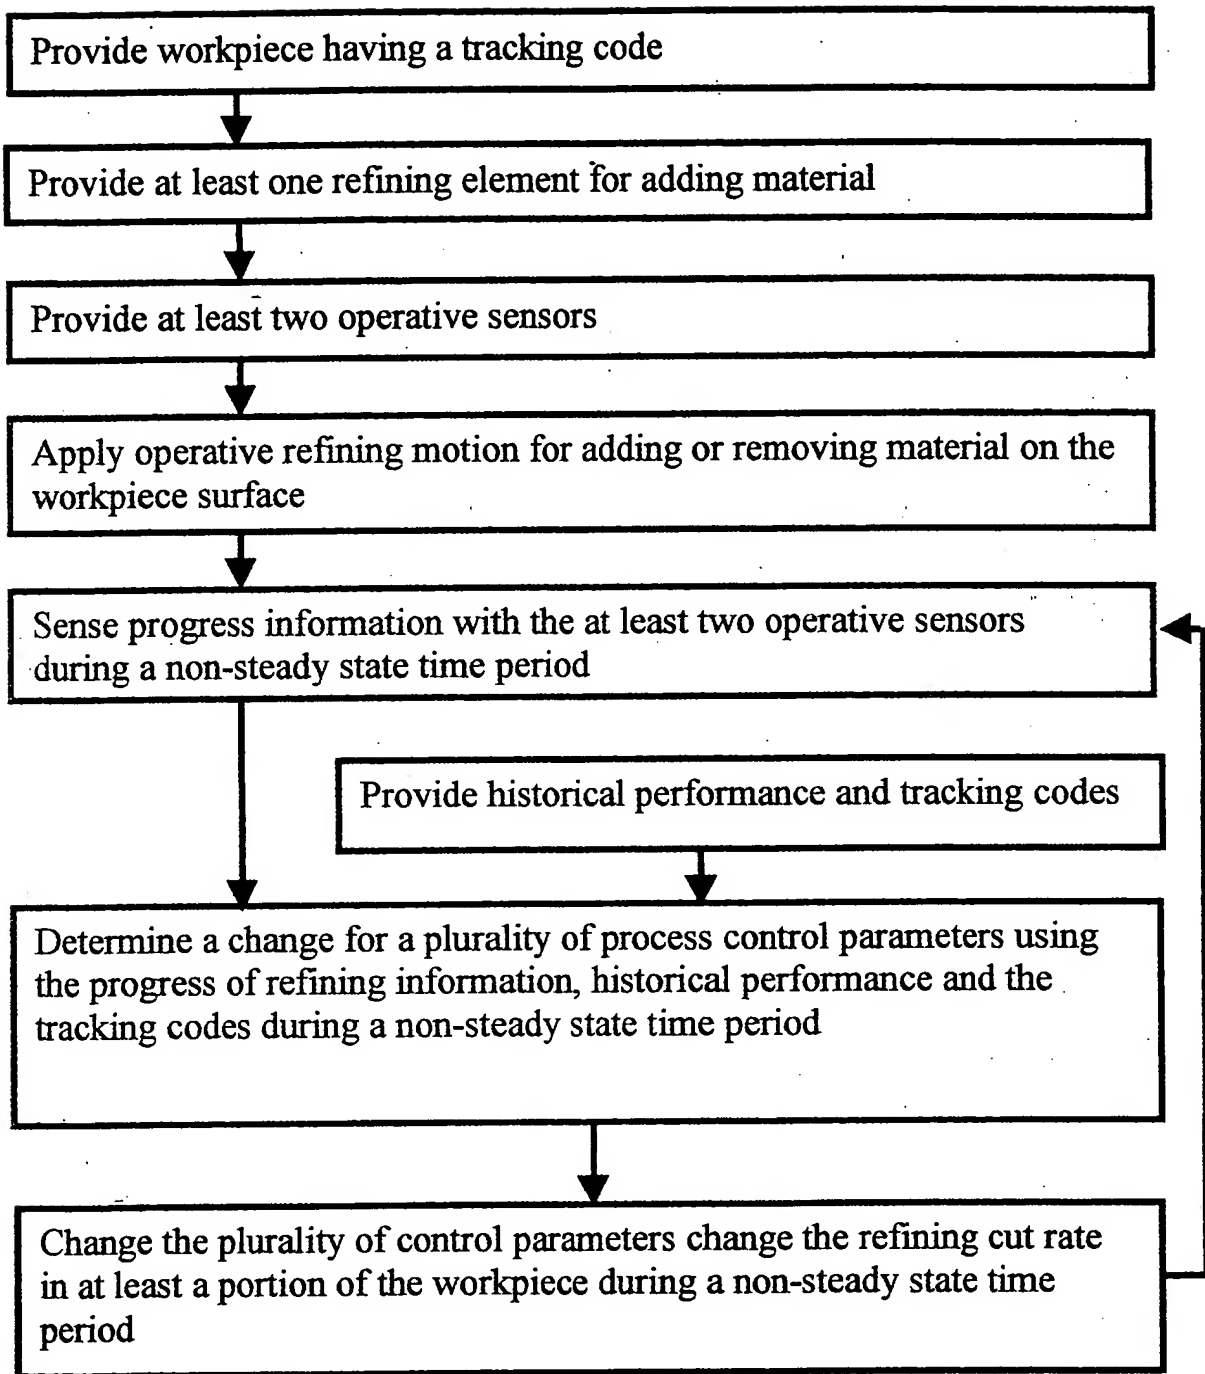 Provide workpiece having a tracking code
Provide at least one refining element for adding material
Provide at least two operative sensors
Apply operative refining motion for adding or removing material on the
workpiece surface
Sense progress information with the at least two operative sensors
during a non-steady state time period
Provide historical performance and tracking codes
Determine a change for a plurality of process control parameters using
the progress of refining information, historical performance and the
tracking codes during a non-steady state time period
Change the plurality of control parameters change the refining cut rate
in at least a portion of the workpiece during a non-steady state time
period